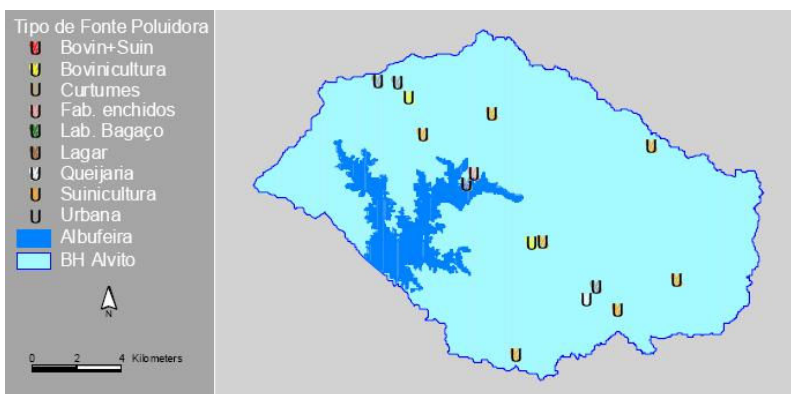 Tipo de Fonte Poluidora
U Bovin+Suin
U Bovinicultura
U Curtumes
U Fab. enchidos
U Lab. Bagaço
U Lagar
U Queijaria
U Suinicultura
U Urbana
Albufeira
BH Alvito
N
0 2 4 Kilometers